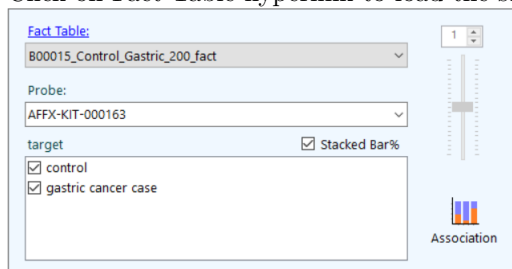 Fact Table:
1
B00015_Control_Gastric_200_fact
Probe:
AFFX-KIT-000163
target
Stacked Bar%
control
gastric cancer case
Association